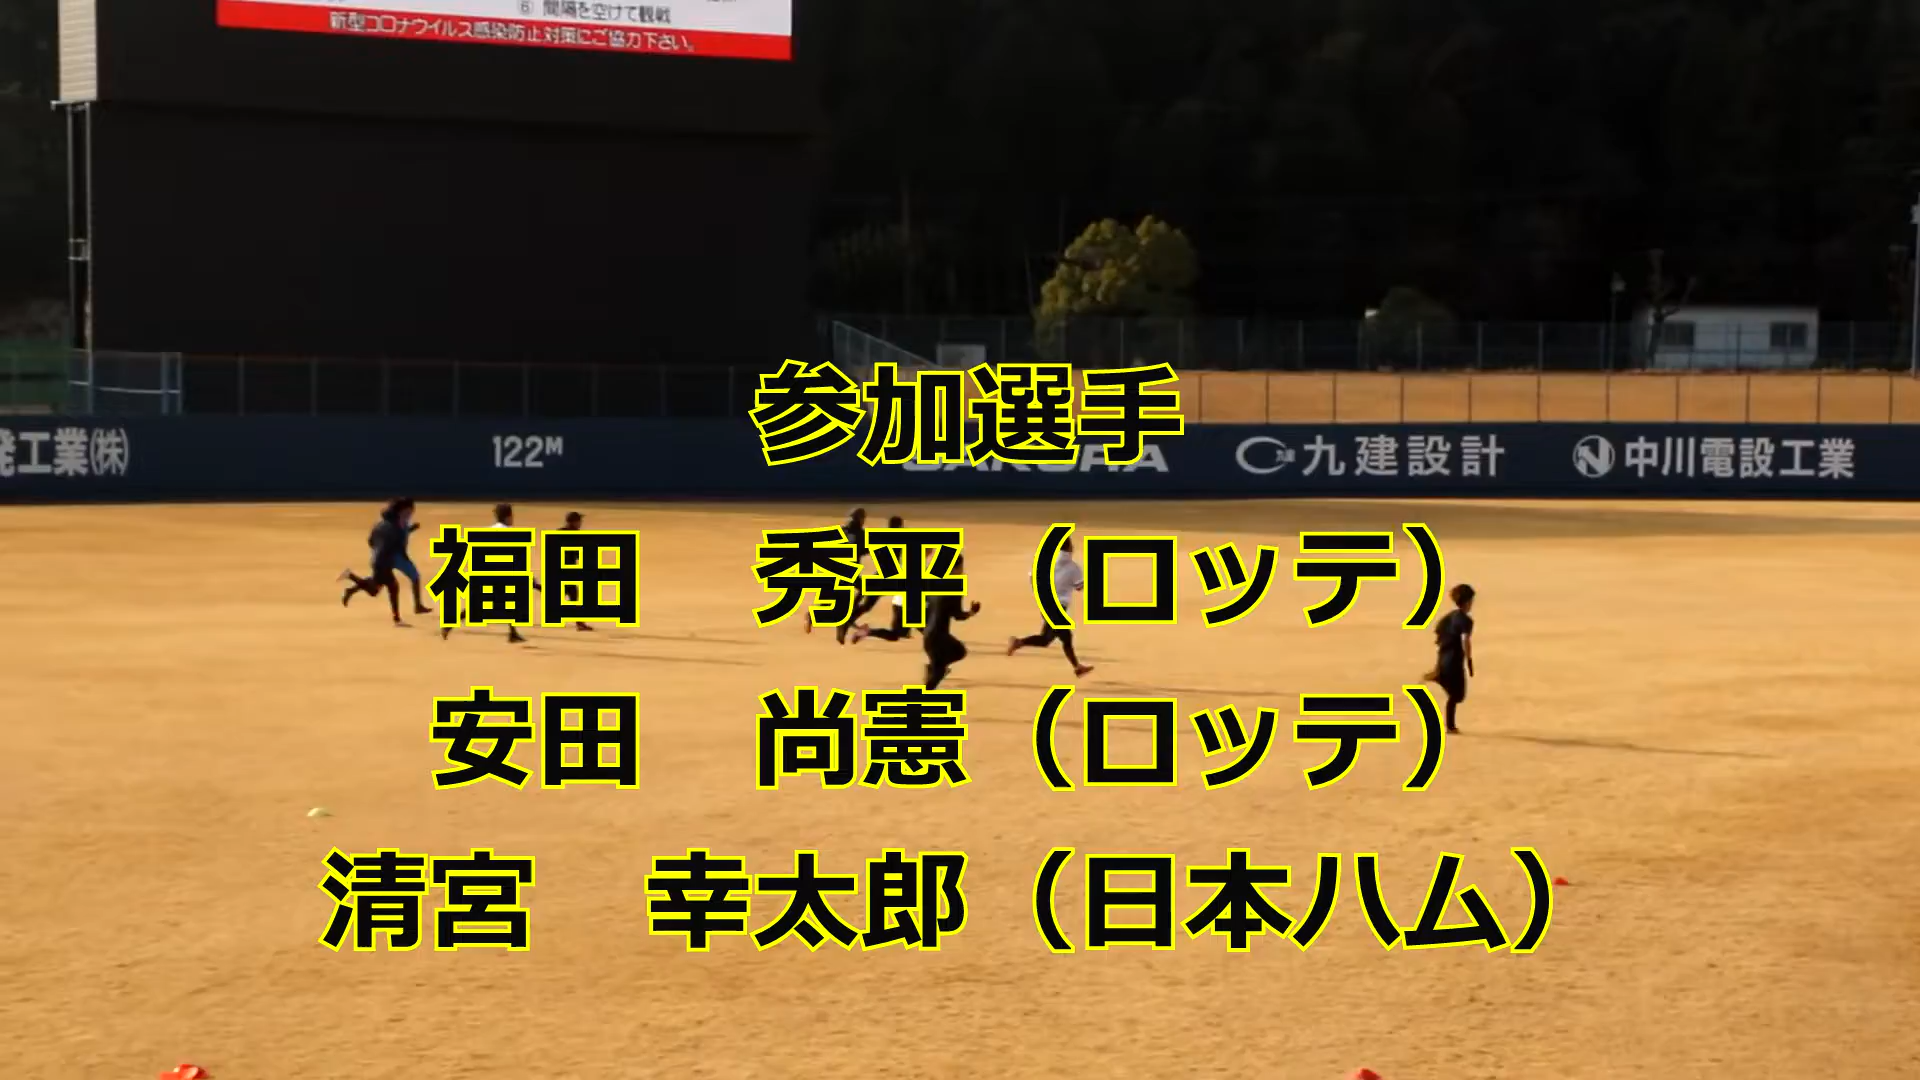 ⑥ 間隔を空けて観戦
新型コロナウイルス感染防止対策にご協力下さい。
参加選手
工業㈱
122M
九建設計
中川電設工業
福田　秀平（ロッテ）
安田　尚憲（ロッテ）
清宮　幸太郎（日本ハム）